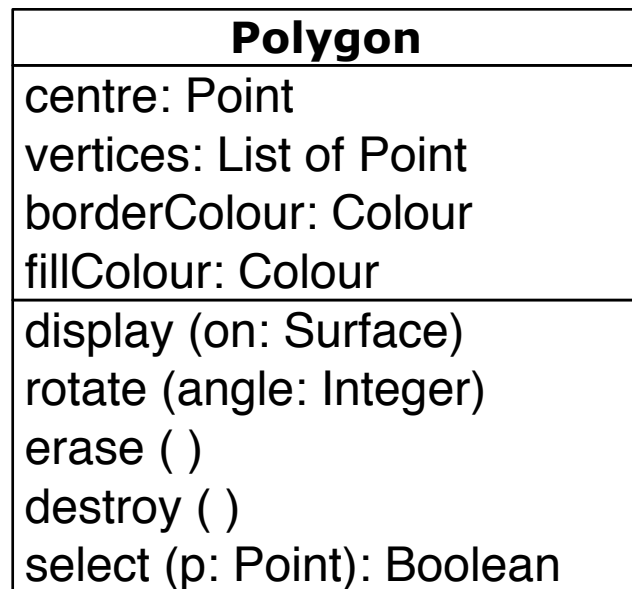 Polygon
centre: Point
vertices: List of Point
borderColour: Colour
fillColour: Colour
display (on: Surface)
rotate (angle: Integer)
erase ( )
destroy ( )
select (p: Point): Boolean